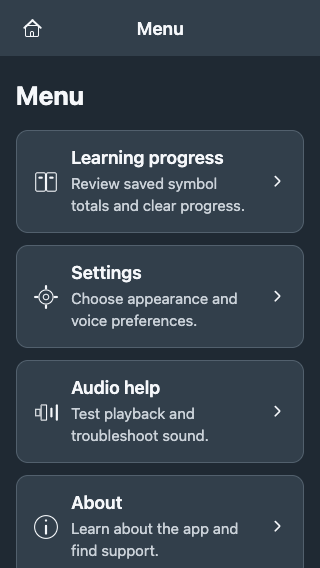 Menu
Menu
Learning progress
Review saved symbol
totals and clear progress.
Settings
Choose appearance and
voice preferences.
Audio help
Test playback and
troubleshoot sound.
About
Learn about the app and
find support.